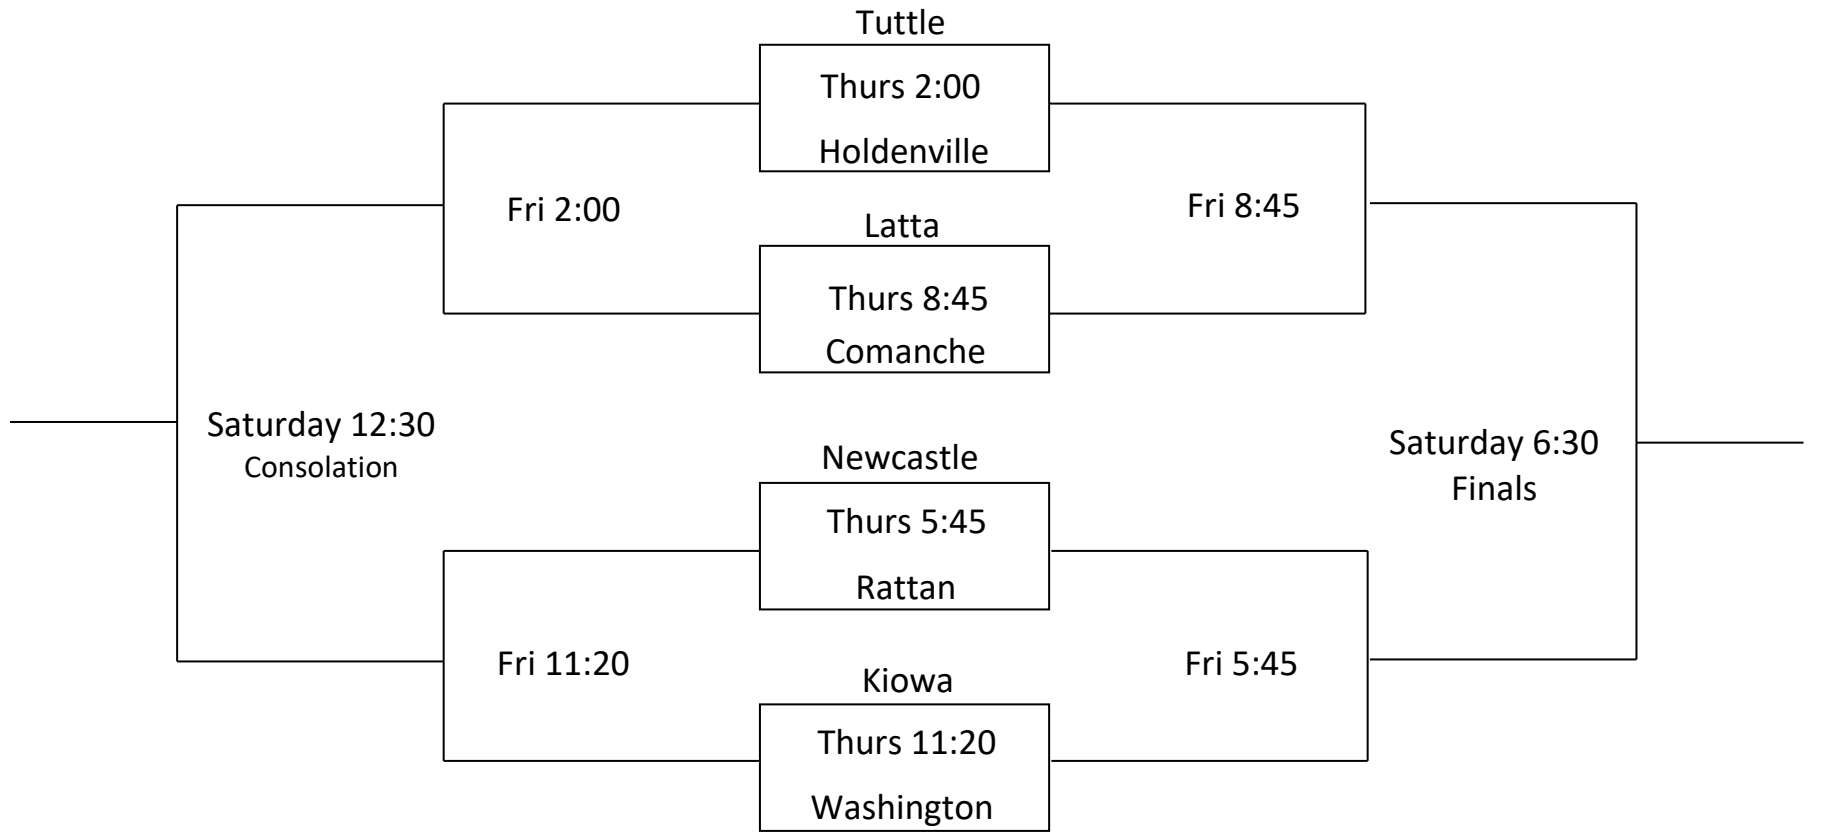 Tuttle
Thurs 2:00
Holdenville
Fri 2:00
Fri 8:45
Latta
Thurs 8:45
Comanche
Saturday 12:30
Consolation
Newcastle
Saturday 6:30
Finals
Thurs 5:45
Rattan
Fri 11:20
Fri 5:45
Kiowa
Thurs 11:20
Washington